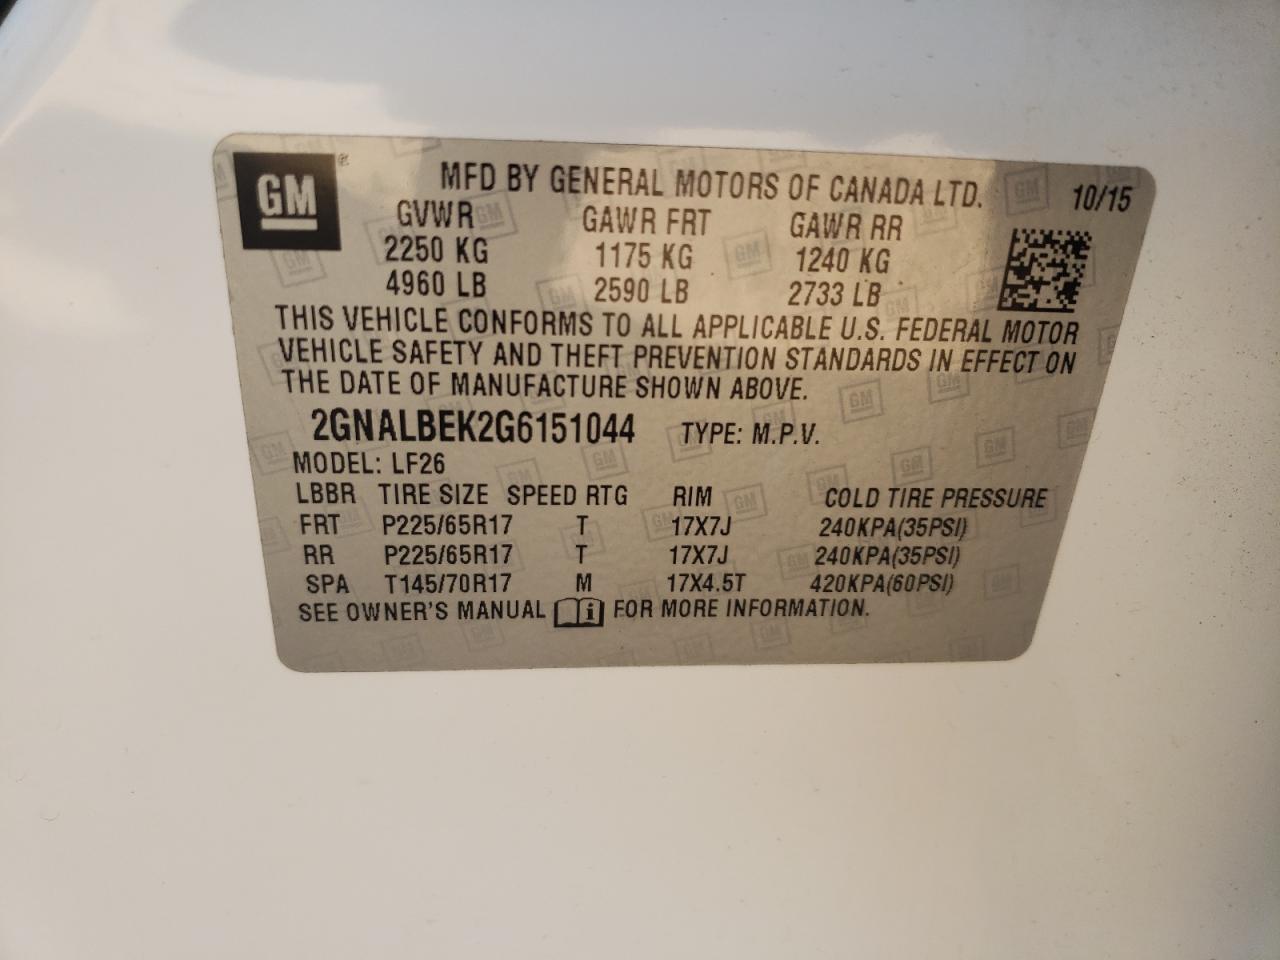 GM ®
MFD BY GENERAL MOTORS OF CANADA LTD. 10/15
GVWR GAWR FRT GAWR RR
2250 KG 1175 KG 1240 KG
4960 LB 2590 LB 2733 LB
THIS VEHICLE CONFORMS TO ALL APPLICABLE U.S. FEDERAL MOTOR
VEHICLE SAFETY AND THEFT PREVENTION STANDARDS IN EFFECT ON
THE DATE OF MANUFACTURE SHOWN ABOVE.
2GNALBEK2G6151044 TYPE: M.P.V.
MODEL: LF26
LBBR TIRE SIZE SPEED RTG RIM COLD TIRE PRESSURE
FRT P225/65R17 T 17X7J 240KPA(35PSI)
RR P225/65R17 T 17X7J 240KPA(35PSI)
SPA T145/70R17 M 17X4.5T 420KPA(60PSI)
SEE OWNER'S MANUAL i FOR MORE INFORMATION.